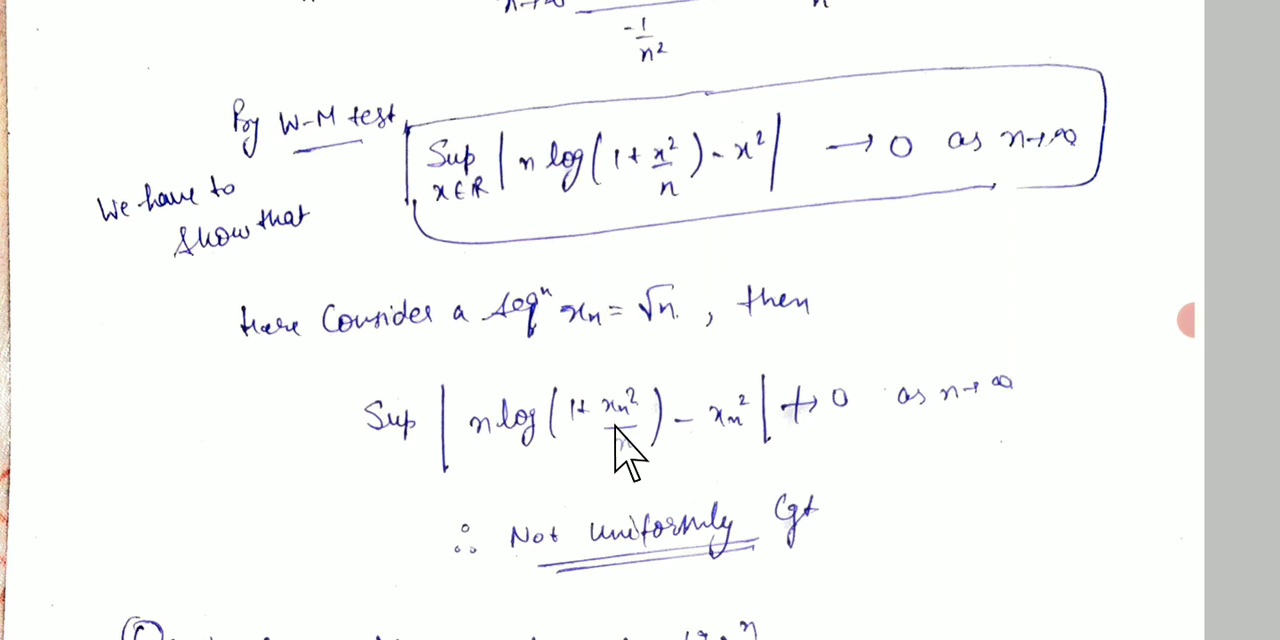 -1/n²
By W-M test,
We have to show that
Sup x∈R | n log(1 + x²/n) - x² | → 0 as n→∞
Here Consider a seqⁿ xₙ = √n , then
Sup | n log(1 + xₙ²/n) - xₙ² | ↛ 0 as n→∞
∴ Not uniformly Cgt